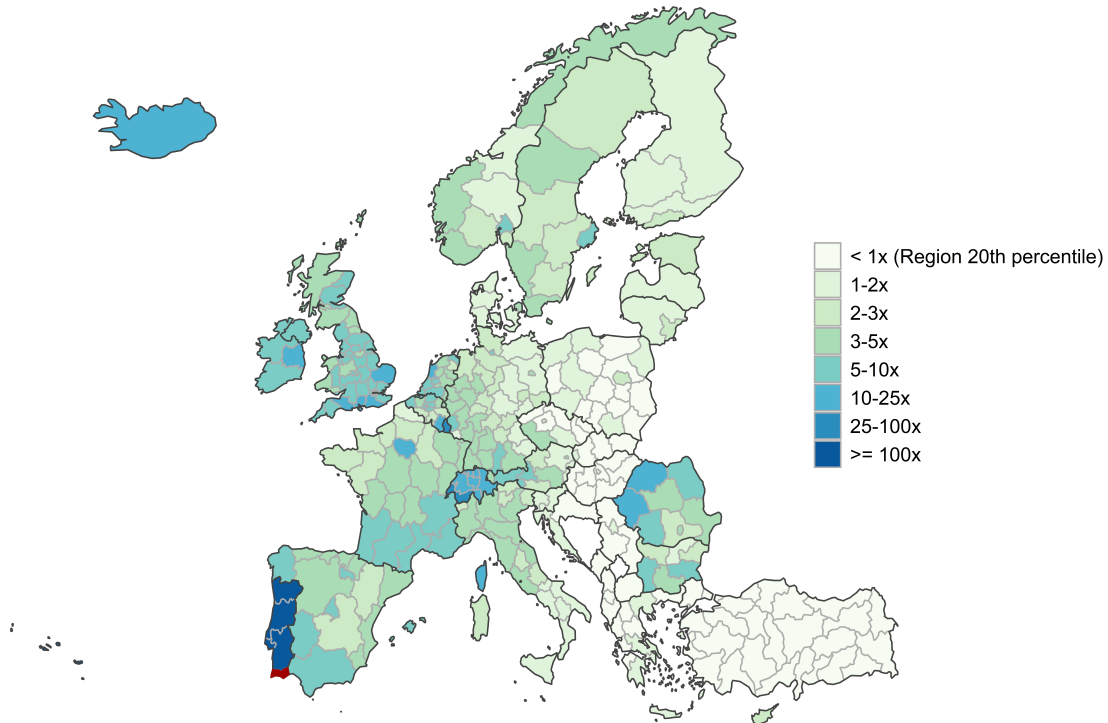 < 1x (Region 20th percentile)
1-2x
2-3x
3-5x
5-10x
10-25x
25-100x
>= 100x